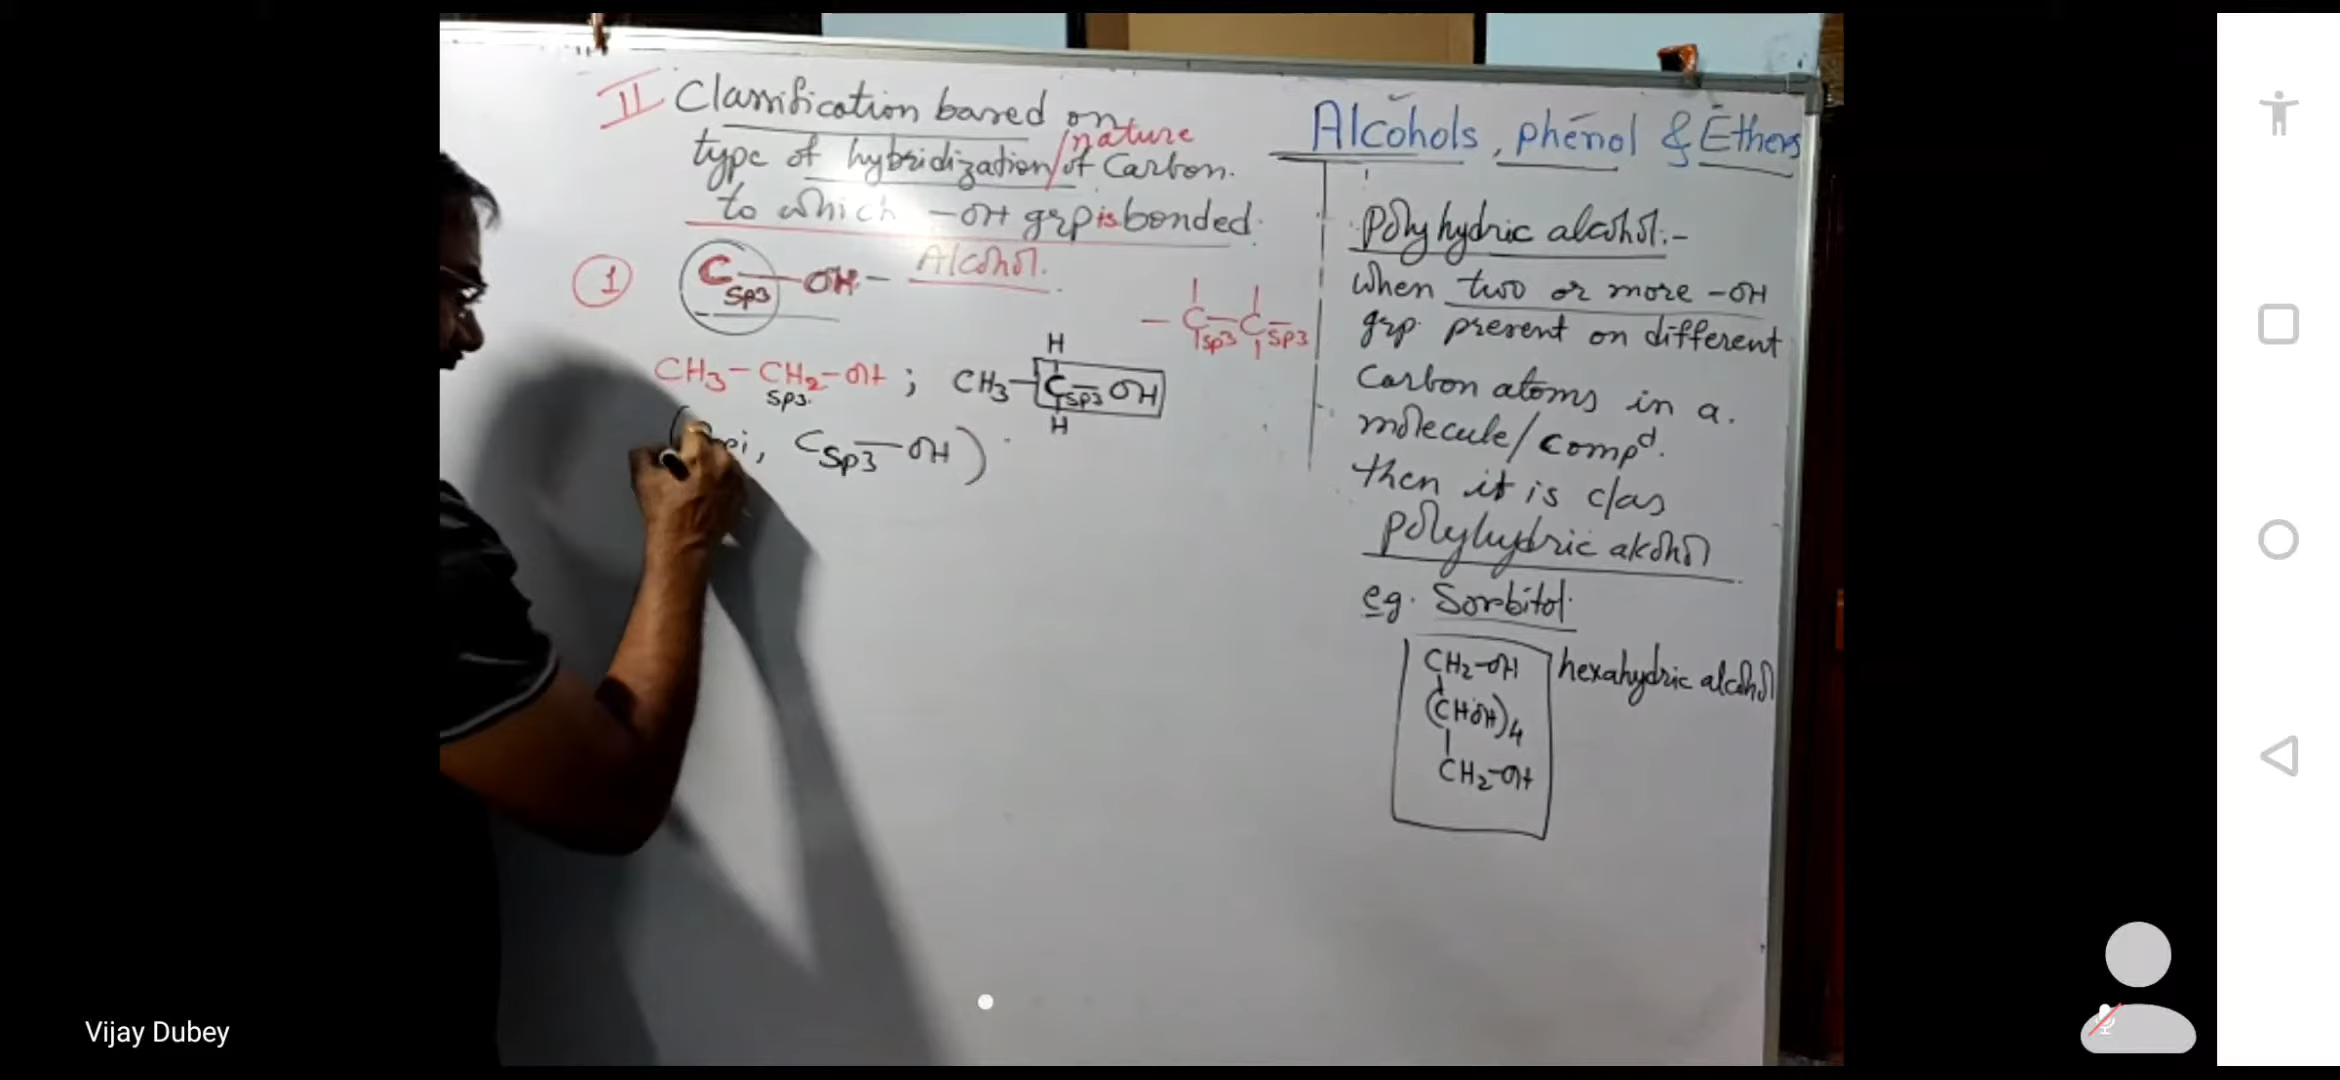 II Classification based on
type of hybridization/nature of Carbon.
to which -OH grp is bonded.
① C sp3 — OH - Alcohol.
- C sp3 - C sp3 -
CH3-CH2-OH ; CH3-C sp3-OH
sp3.
H
H
C sp3-OH)
Alcohols, phenol & Ethers
Polyhydric alcohol:-
When two or more -OH
grp. present on different
Carbon atoms in a.
molecule/compd.
then it is clas
polyhydric alcohol
eg. Sorbitol.
CH2-OH hexahydric alcohol
(CHOH)4
CH2-OH
Vijay Dubey